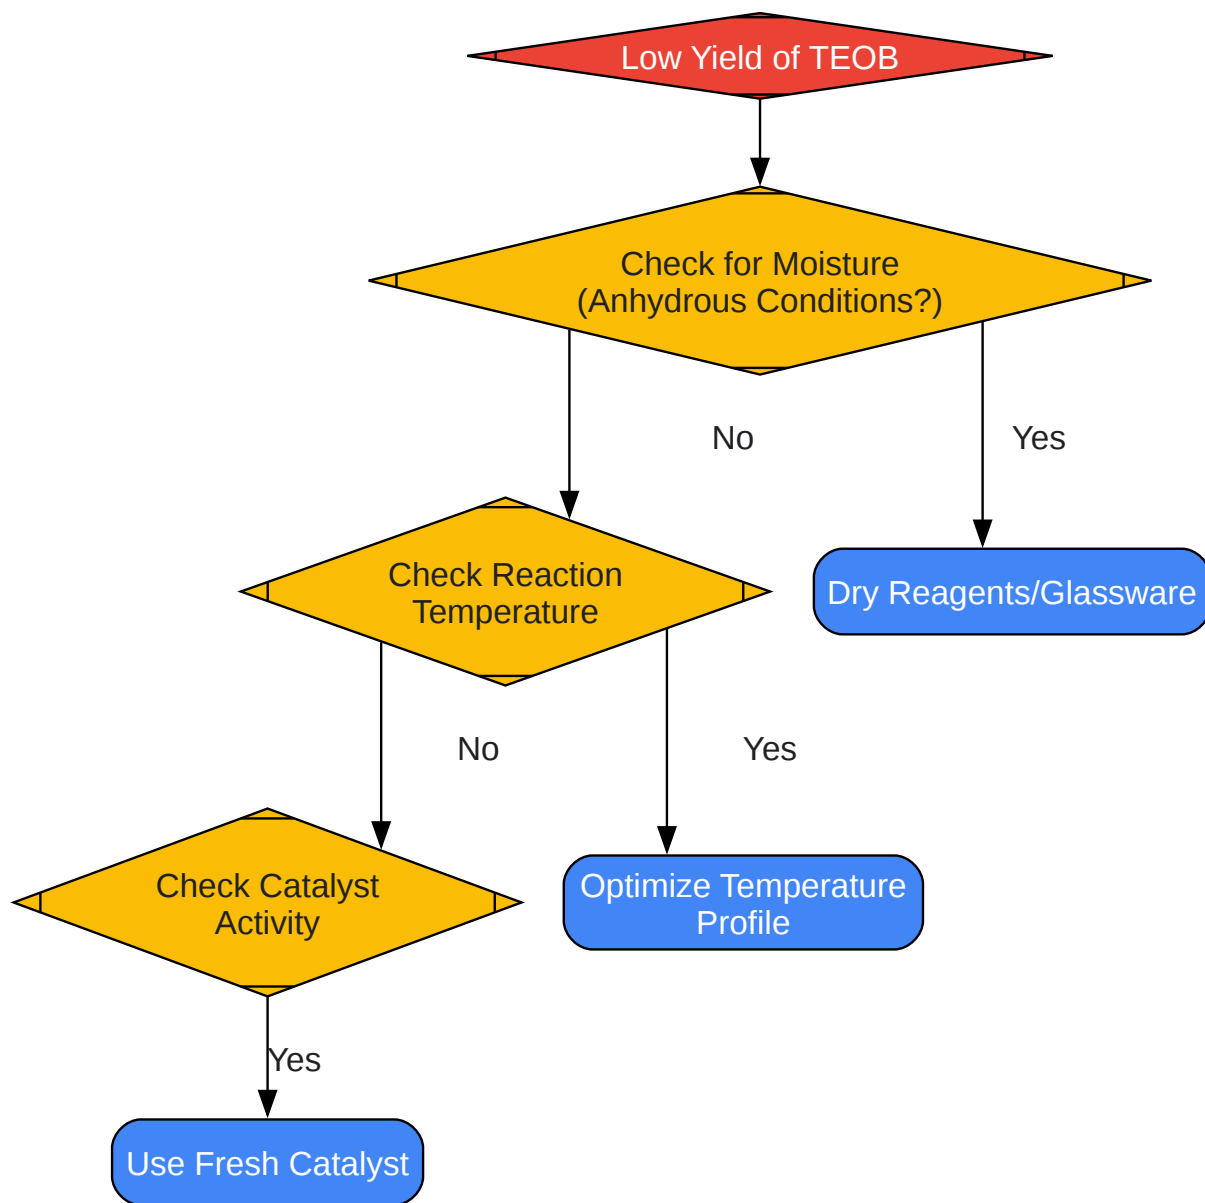 Low Yield of TEOB
Check for Moisture
(Anhydrous Conditions?)
No
Yes
Check Reaction
Temperature
Dry Reagents/Glassware
No
Yes
Check Catalyst
Activity
Optimize Temperature
Profile
Yes
Use Fresh Catalyst